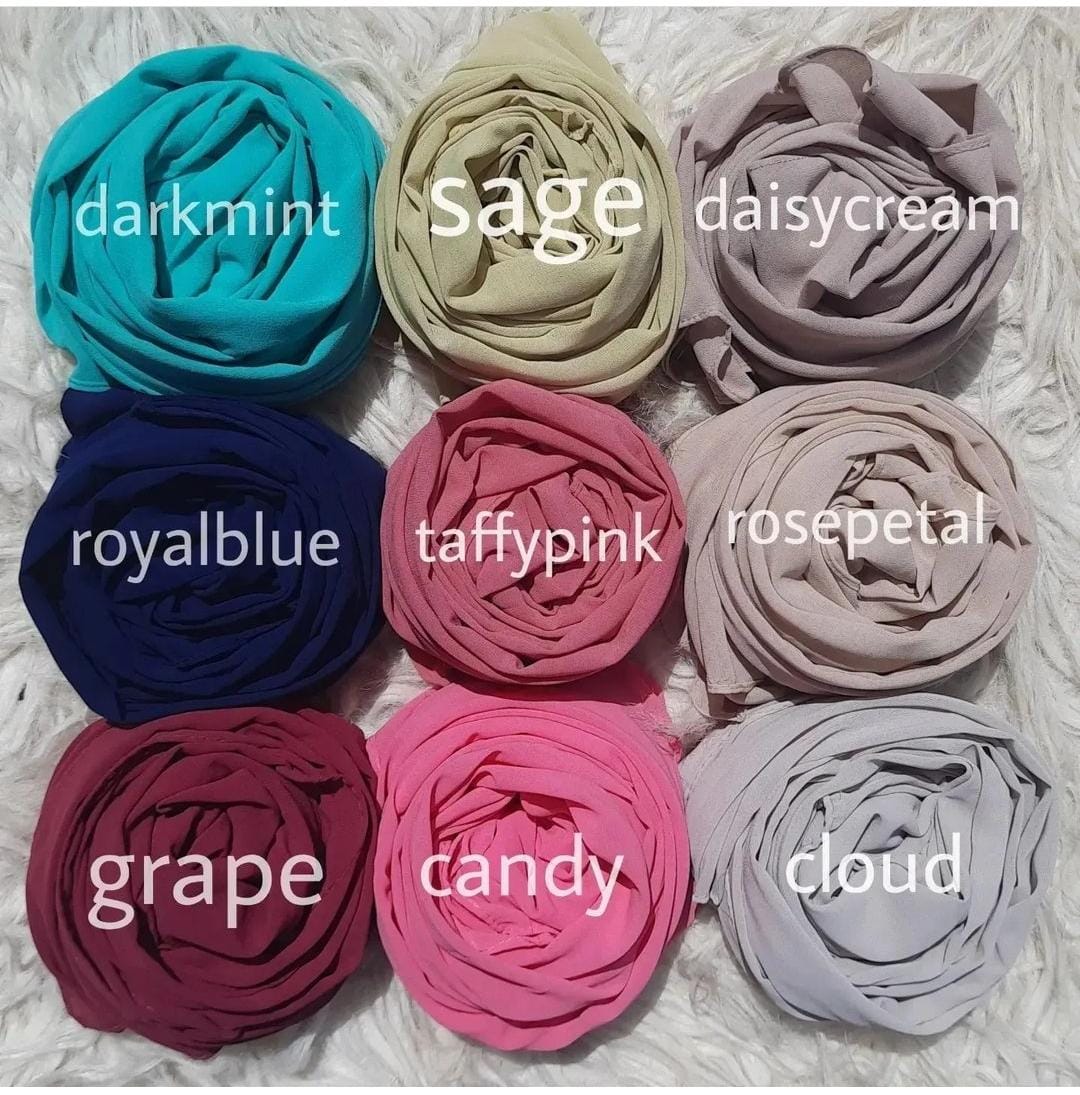 darkmint
sage
daisycream
royalblue
taffypink
rosepetal
grape
candy
cloud